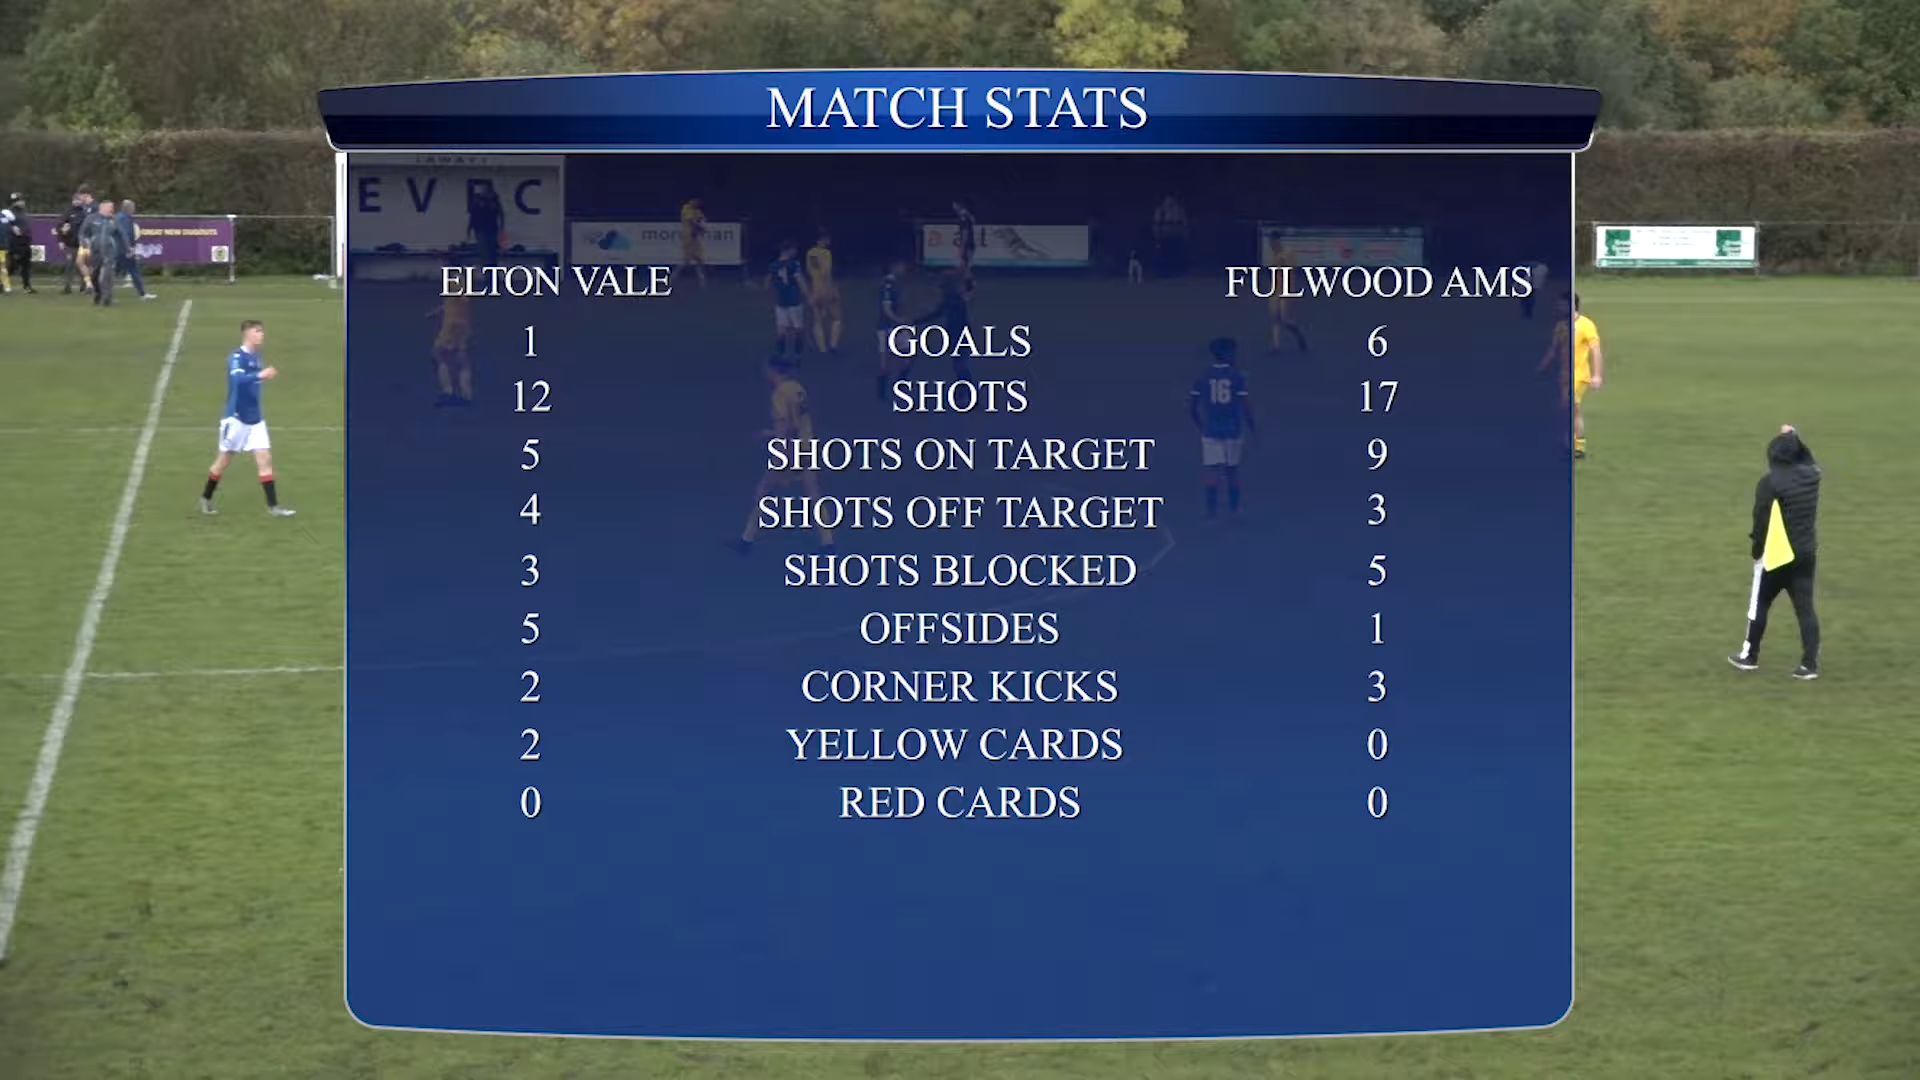 MATCH STATS
EVFC
ELTON VALE FULWOOD AMS
1 GOALS 6
12 SHOTS 17
16
5 SHOTS ON TARGET 9
4 SHOTS OFF TARGET 3
3 SHOTS BLOCKED 5
5 OFFSIDES 1
2 CORNER KICKS 3
2 YELLOW CARDS 0
0 RED CARDS 0